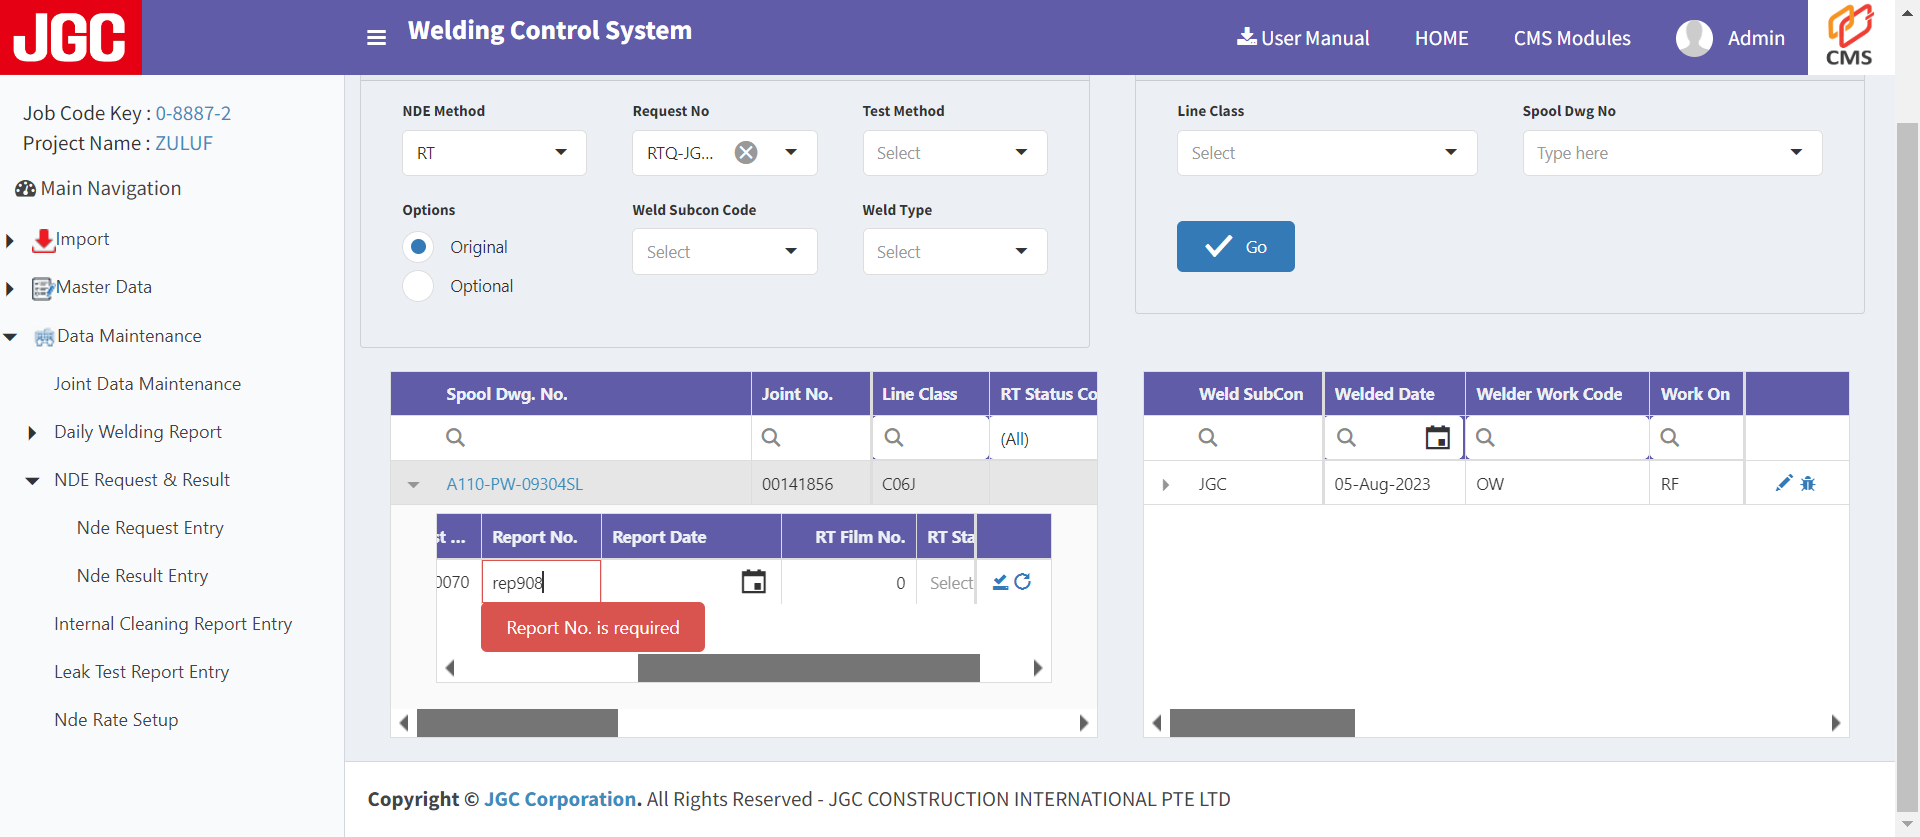 JGC
Welding Control System
User Manual
HOME
CMS Modules
Admin
CMS
Job Code Key : 0-8887-2
Project Name : ZULUF
Main Navigation
Import
Master Data
Data Maintenance
Joint Data Maintenance
Daily Welding Report
NDE Request & Result
Nde Request Entry
Nde Result Entry
Internal Cleaning Report Entry
Leak Test Report Entry
Nde Rate Setup
NDE Method
Request No
Test Method
RT
RTQ-JG...
Select
Options
Weld Subcon Code
Weld Type
Original
Optional
Select
Select
Line Class
Spool Dwg No
Select
Type here
Go
Spool Dwg. No.
Joint No.
Line Class
RT Status Co
(All)
A110-PW-09304SL
00141856
C06J
st ...
Report No.
Report Date
RT Film No.
RT Sta
0070
rep908
0
Select
Report No. is required
Weld SubCon
Welded Date
Welder Work Code
Work On
JGC
05-Aug-2023
OW
RF
Copyright © JGC Corporation. All Rights Reserved - JGC CONSTRUCTION INTERNATIONAL PTE LTD